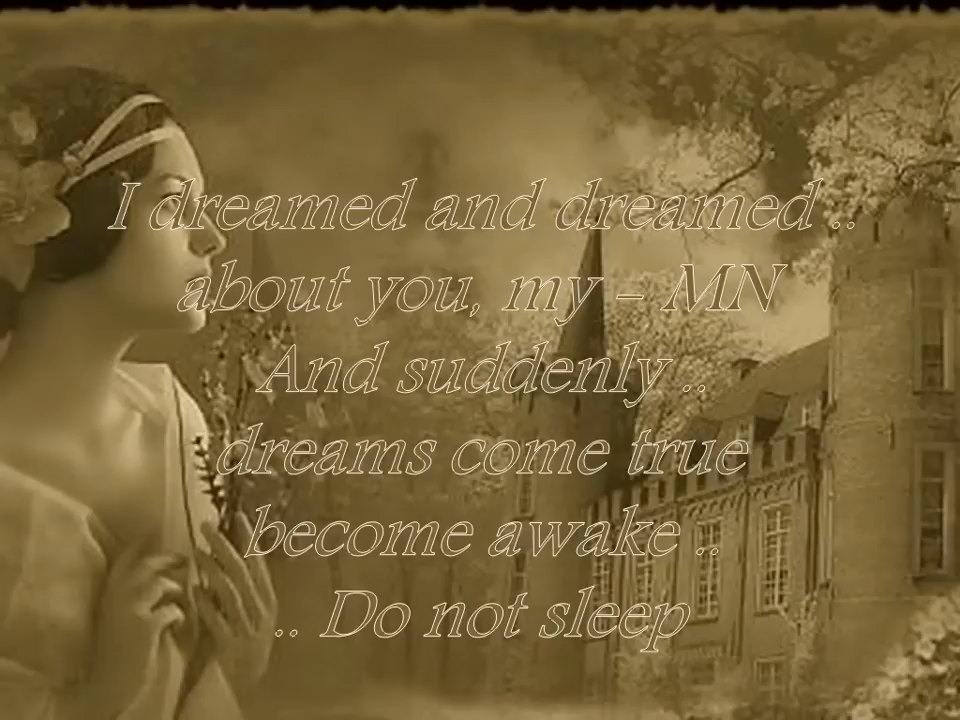 I dreamed and dreamed ..
about you, my – MN
And suddenly ..
dreams come true
become awake ..
.. Do not sleep